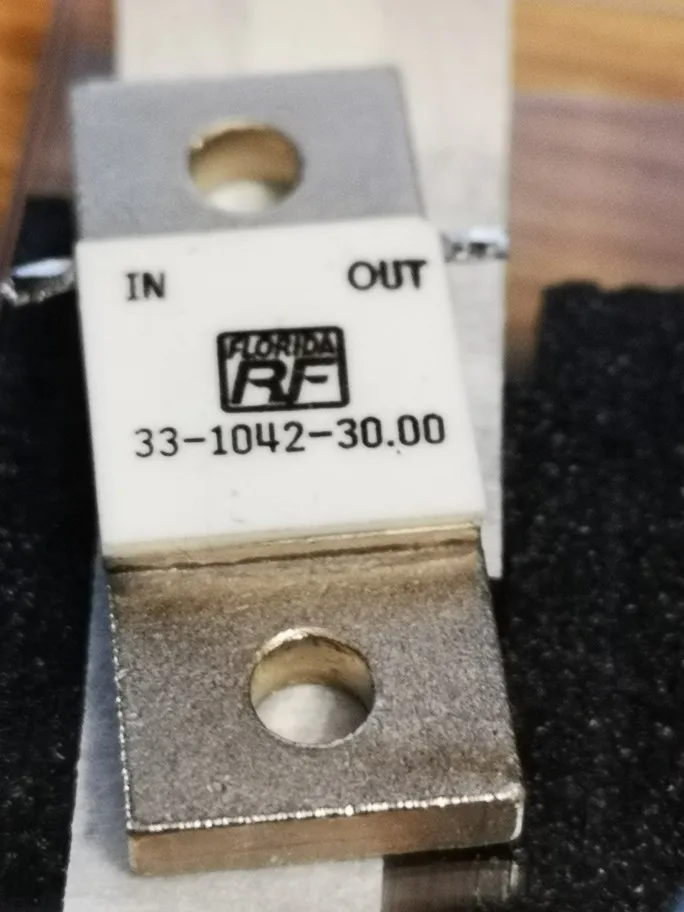 IN OUT
FLORIDA
RF
33-1042-30.00